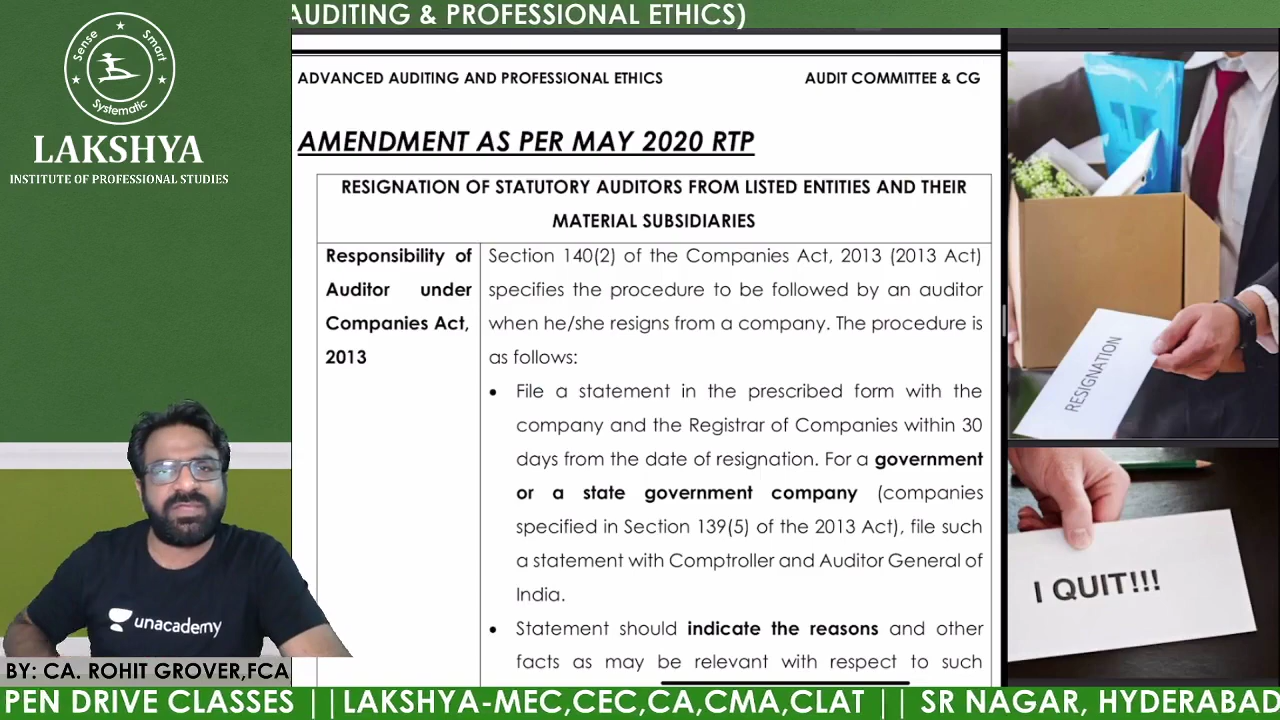 AUDITING & PROFESSIONAL ETHICS)
Sense
Smart
Systematic
LAKSHYA
INSTITUTE OF PROFESSIONAL STUDIES
ADVANCED AUDITING AND PROFESSIONAL ETHICS
AUDIT COMMITTEE & CG
AMENDMENT AS PER MAY 2020 RTP
RESIGNATION OF STATUTORY AUDITORS FROM LISTED ENTITIES AND THEIR
MATERIAL SUBSIDIARIES
Responsibility of
Auditor under
Companies Act,
2013
Section 140(2) of the Companies Act, 2013 (2013 Act)
specifies the procedure to be followed by an auditor
when he/she resigns from a company. The procedure is
as follows:
• File a statement in the prescribed form with the
company and the Registrar of Companies within 30
days from the date of resignation. For a government
or a state government company (companies
specified in Section 139(5) of the 2013 Act), file such
a statement with Comptroller and Auditor General of
India.
• Statement should indicate the reasons and other
facts as may be relevant with respect to such
RESIGNATION
I QUIT!!!
unacademy
BY: CA. ROHIT GROVER,FCA
PEN DRIVE CLASSES ||LAKSHYA-MEC,CEC,CA,CMA,CLAT || SR NAGAR, HYDERABAD